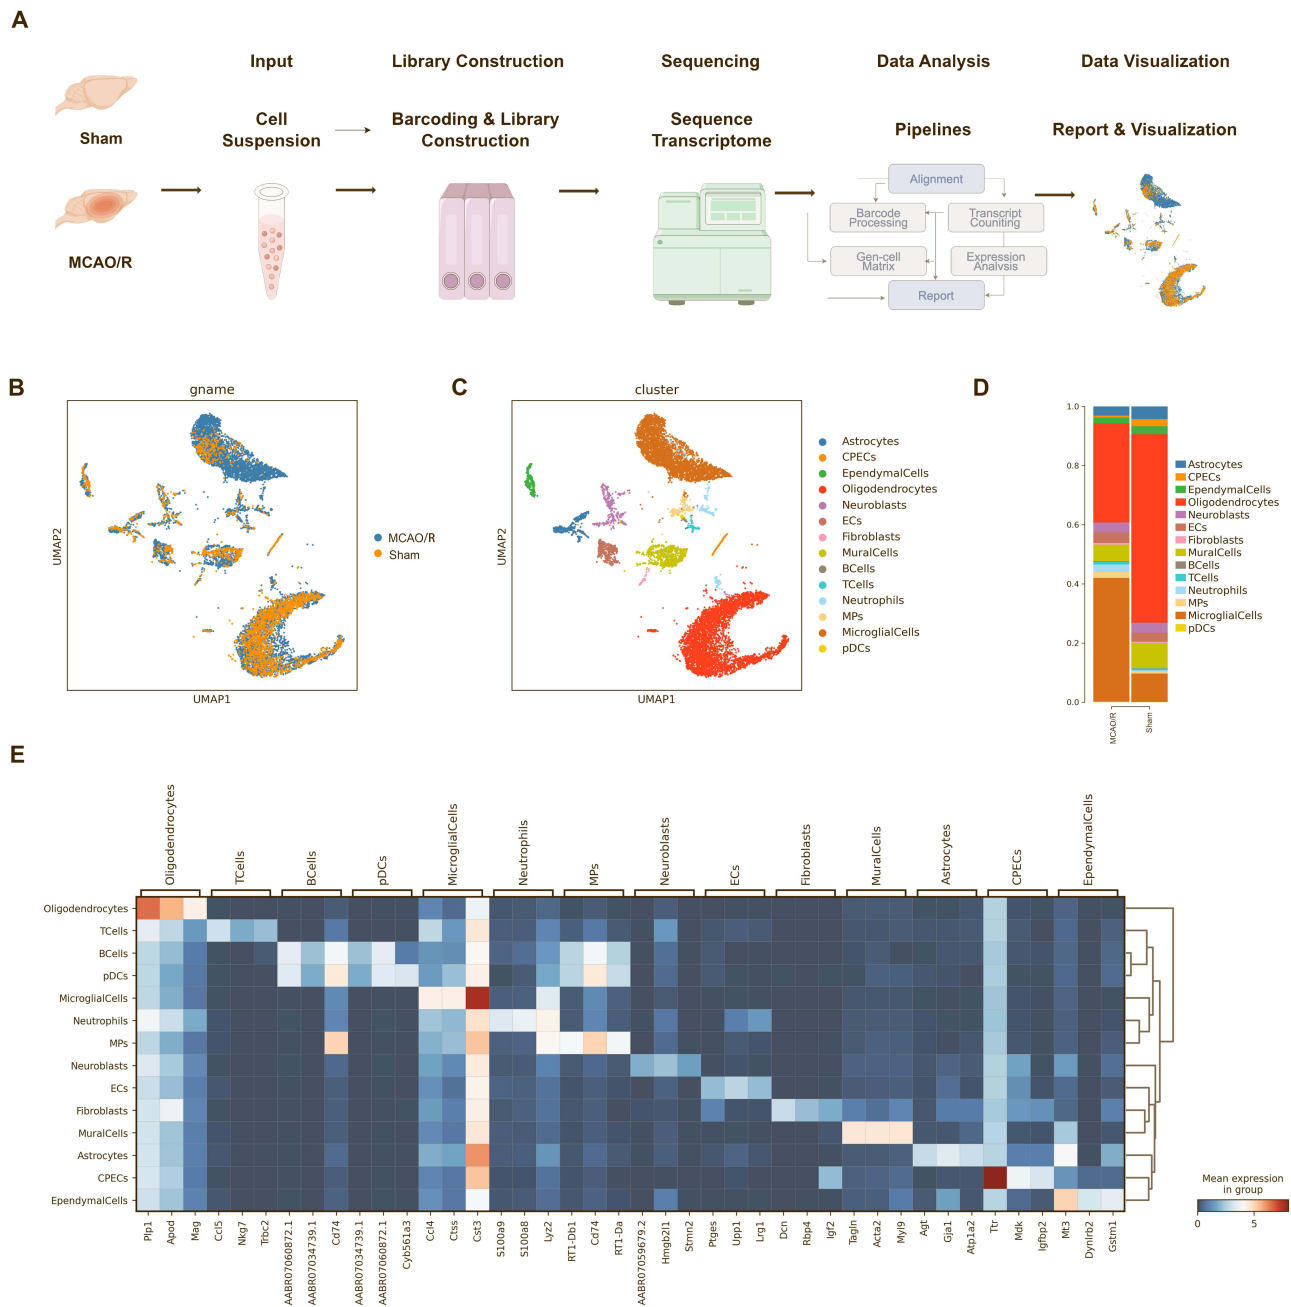 A
Input
Library Construction
Sequencing
Data Analysis
Data Visualization
Sham
Cell
Suspension
Barcoding & Library
Construction
Sequence
Transcriptome
Pipelines
Report & Visualization
MCAO/R
Alignment
Barcode
Processing
Transcript
Counting
Gen-cell
Matrix
Expression
Analysis
Report
B
gname
UMAP2
UMAP1
MCAO/R
Sham
C
cluster
UMAP2
UMAP1
Astrocytes
CPECs
EpendymalCells
Oligodendrocytes
Neuroblasts
ECs
Fibroblasts
MuralCells
BCells
TCells
Neutrophils
MPs
MicroglialCells
pDCs
D
1.0
0.8
0.6
0.4
0.2
0.0
MCAO/R
Sham
Astrocytes
CPECs
EpendymalCells
Oligodendrocytes
Neuroblasts
ECs
Fibroblasts
MuralCells
BCells
TCells
Neutrophils
MPs
MicroglialCells
pDCs
E
Oligodendrocytes
TCells
BCells
pDCs
MicroglialCells
Neutrophils
MPs
Neuroblasts
ECs
Fibroblasts
MuralCells
Astrocytes
CPECs
EpendymalCells
Oligodendrocytes
TCells
BCells
pDCs
MicroglialCells
Neutrophils
MPs
Neuroblasts
ECs
Fibroblasts
MuralCells
Astrocytes
CPECs
EpendymalCells
Plp1
Apod
Mag
Ccl5
Nkg7
Trbc2
AABR07060872.1
AABR07034739.1
Cd74
AABR07034739.1
AABR07060872.1
Cyb561a3
Ccl4
Ctss
Cst3
S100a9
S100a8
Lyz2
RT1-Db1
Cd74
RT1-Da
AABR07059679.2
Hmgb2l1
Stmn2
Ptges
Upp1
Lrg1
Dcn
Rbp4
Igf2
Tagln
Acta2
Myl9
Agt
Gja1
Atp1a2
Ttr
Mdk
Igfbp2
Mt3
Dynlrb2
Gstm1
Mean expression
in group
0
5